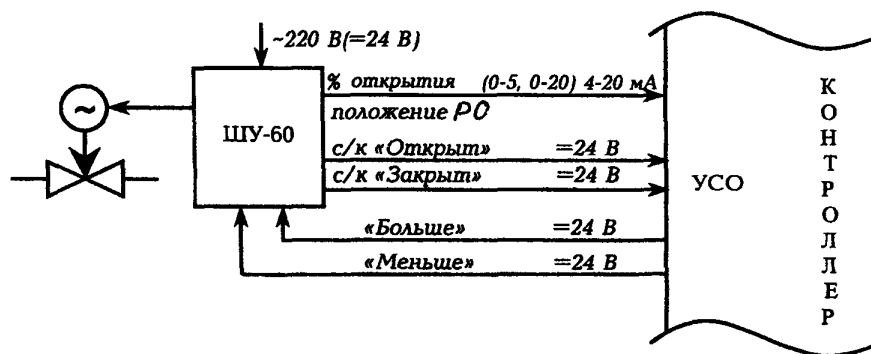 ~220 В(=24 В)
% открытия (0-5, 0-20) 4-20 мА
положение РО
ШУ-60
с/к «Открыт» =24 В
с/к «Закрыт» =24 В
«Больше» =24 В
«Меньше» =24 В
~
УСО
КОНТРОЛЛЕР